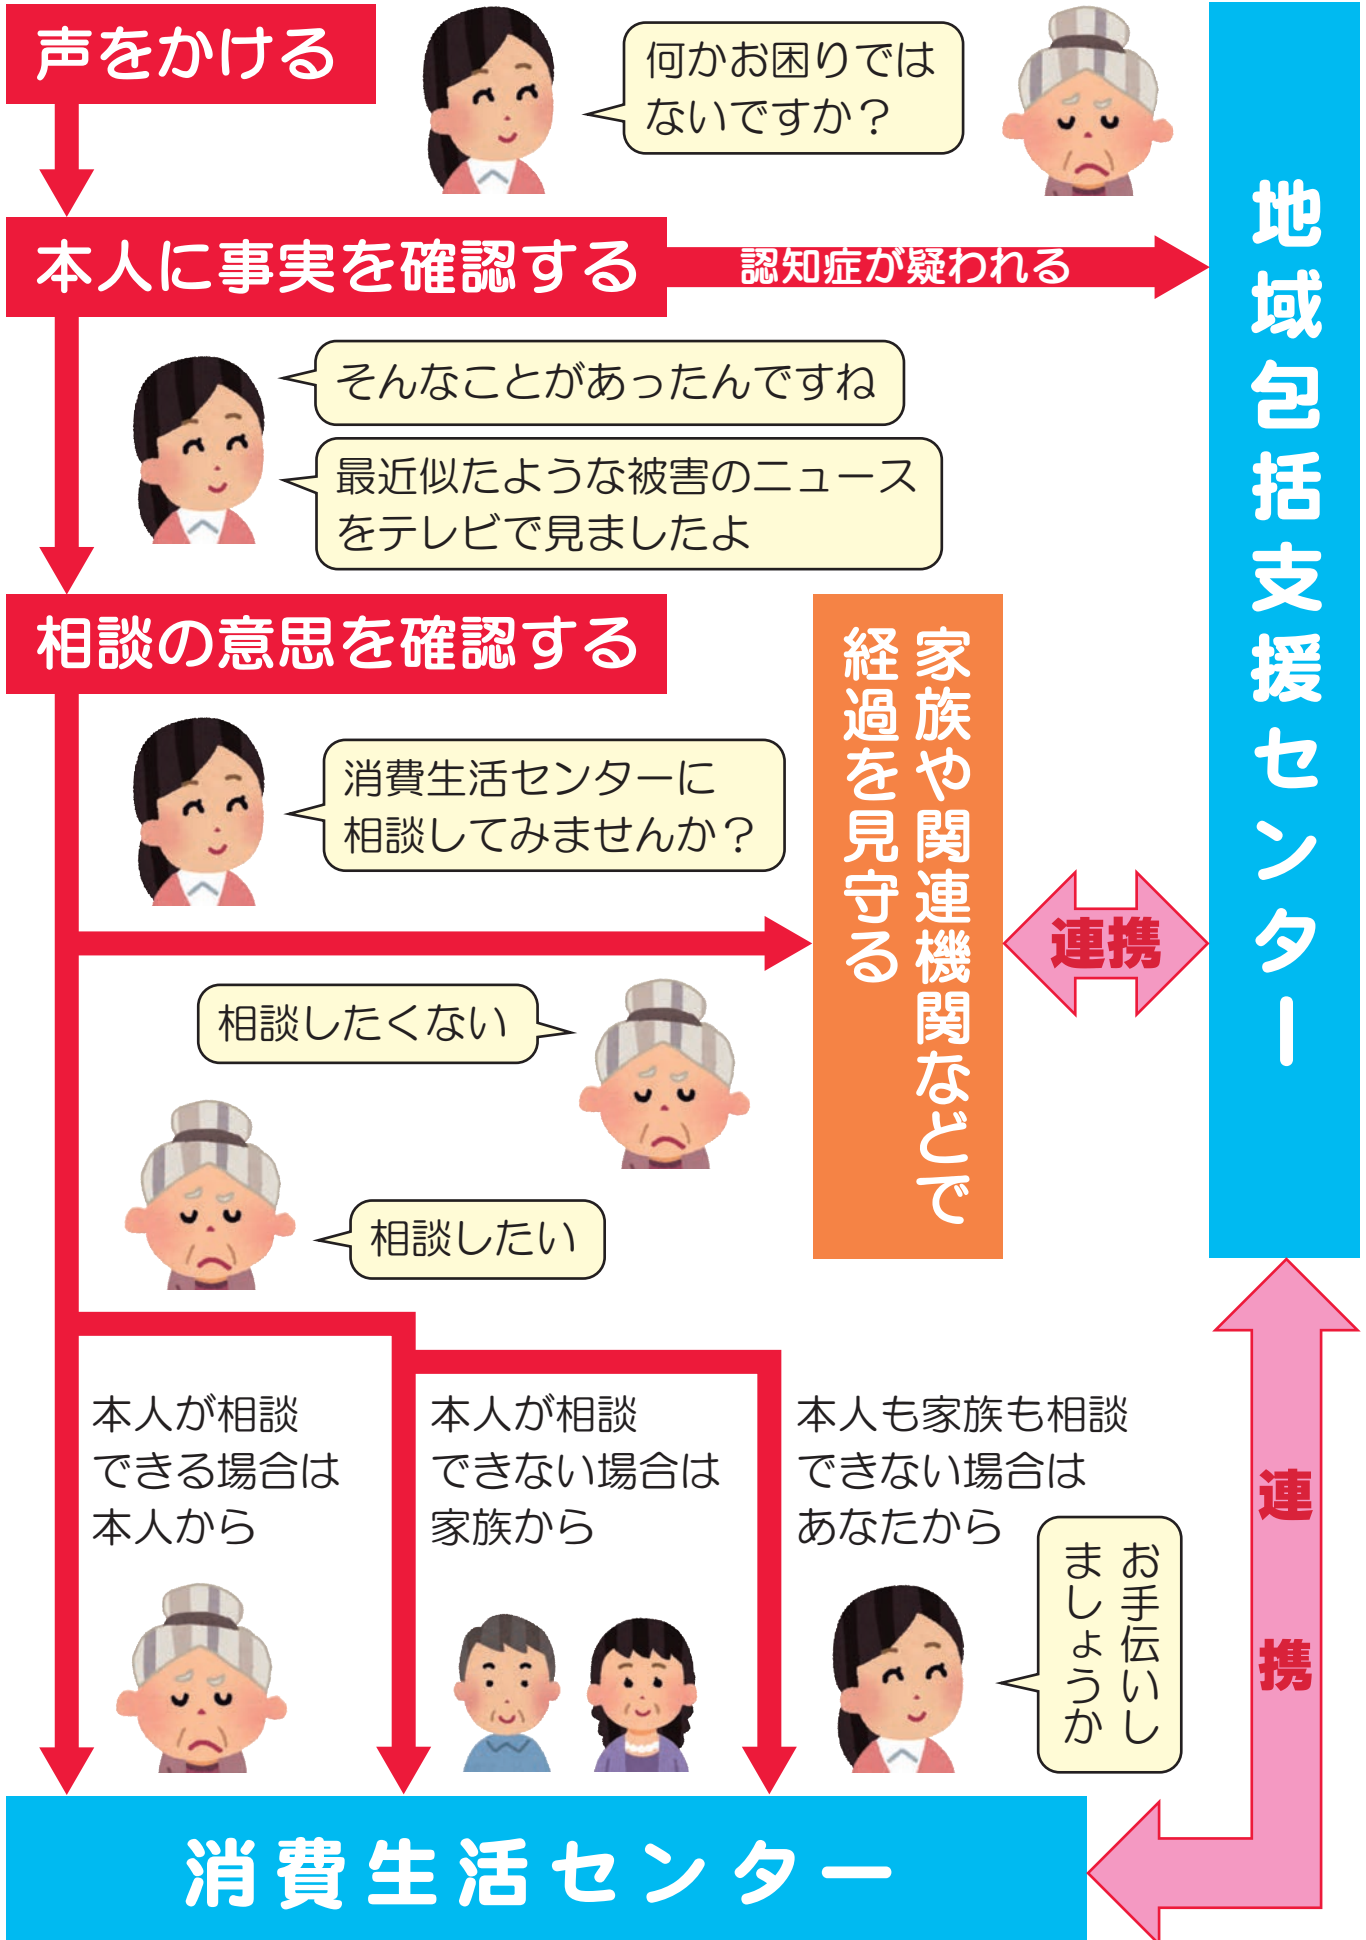 声をかける
何かお困りでは
ないですか？
本人に事実を確認する
認知症が疑われる
地域包括支援センター
そんなことがあったんですね
最近似たような被害のニュース
をテレビで見ましたよ
相談の意思を確認する
消費生活センターに
相談してみませんか？
家族や関連機関などで
経過を見守る
連携
相談したくない
相談したい
本人が相談
できる場合は
本人から
本人が相談
できない場合は
家族から
本人も家族も相談
できない場合は
あなたから
お手伝いし
ましょうか
連携
消費生活センター